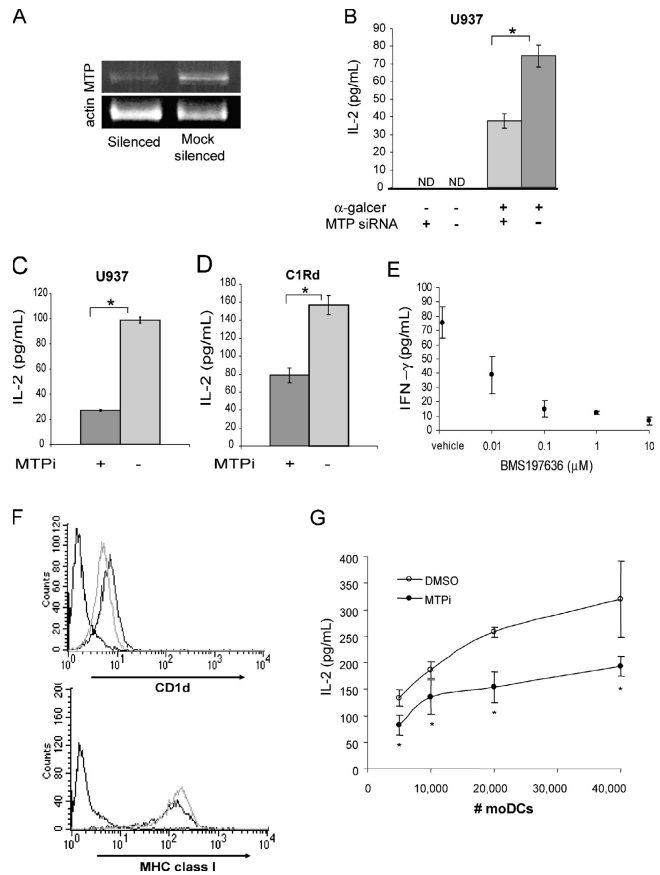 A
MTP
actin
Silenced
Mock
silenced
B
U937
*
IL-2 (pg/mL)
90
80
70
60
50
40
30
20
10
0
ND ND
α-galcer - - + +
MTP siRNA + - + -
C
U937
*
IL-2 (pg/mL)
120
100
80
60
40
20
0
MTPi + -
D
C1Rd
*
IL-2 (pg/mL)
180
160
140
120
100
80
60
40
20
0
MTPi + -
E
IFN-γ (pg/mL)
100
90
80
70
60
50
40
30
20
10
0
vehicle 0.01 0.1 1 10
BMS197636 (μM)
F
Counts
0 20 40 60 80 100 120
10⁰ 10¹ 10² 10³ 10⁴
CD1d
Counts
0 40 80 120 160 200
10⁰ 10¹ 10² 10³ 10⁴
MHC class I
G
DMSO
MTPi
IL-2 (pg/mL)
400
350
300
250
200
150
100
50
0
* * * *
0 10,000 20,000 30,000 40,000
# moDCs